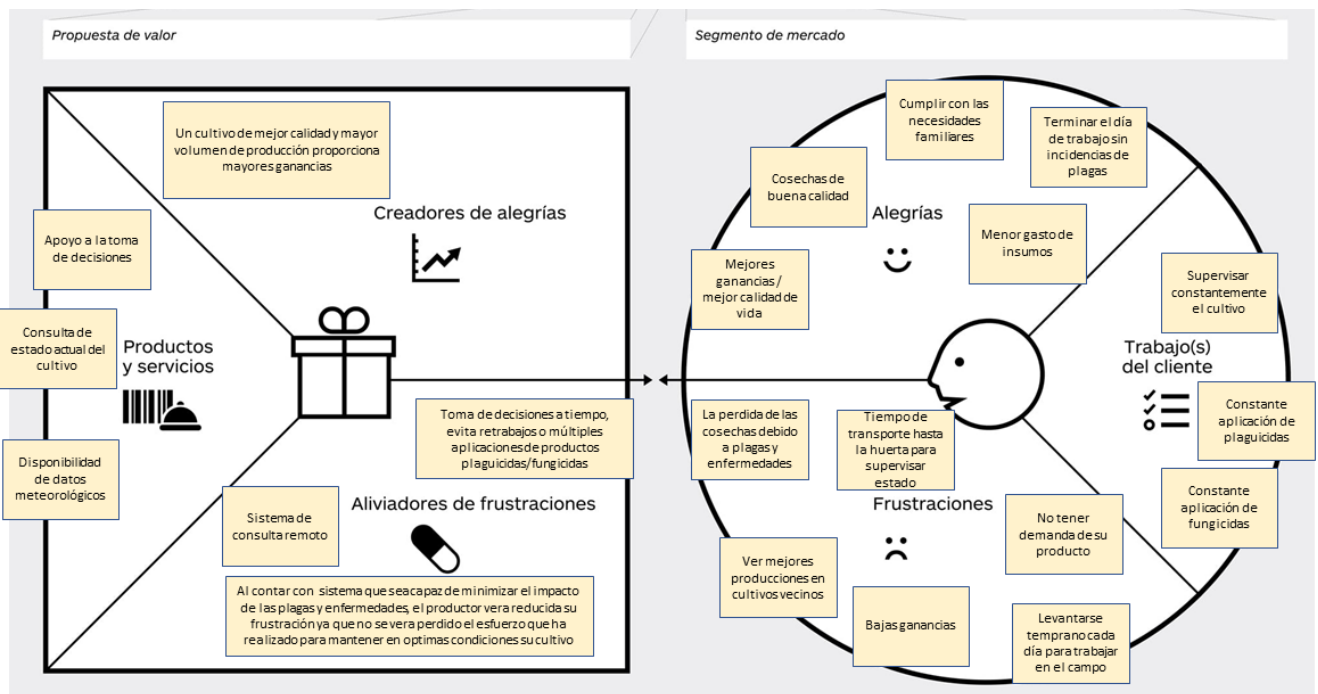 Propuesta de valor
Segmento de mercado
Un cultivo de mejor calidad y mayor
volumen de producción proporciona
mayores ganancias
Creadores de alegrías
Apoyo a la toma
de decisiones
Consulta de
estado actual del
cultivo
Productos
y servicios
Disponibilidad
de datos
meteorológicos
Toma de decisiones a tiempo,
evita retrabajos o múltiples
aplicaciones de productos
plaguicidas/fungicidas
Aliviadores de frustraciones
Sistema de
consulta remoto
Al contar con sistema que seacapaz de minimizar el impacto
de las plagas y enfermedades, el productor vera reducida su
frustración ya que no severa perdido el esfuerzo que ha
realizado para mantener en optimas condiciones su cultivo
Cumplir con las
necesidades
familiares
Terminar el día
de trabajo sin
incidencias de
plagas
Cosechas de
buena calidad
Alegrías
Menor gasto de
insumos
Mejores
ganancias/
mejor calidad de
vida
Supervisar
constantemente
el cultivo
Trabajo(s)
del cliente
Constante
aplicación de
plaguicidas
Constante
aplicación de
fungicidas
La perdida de las
cosechas debido
a plagas y
enfermedades
Tiempo de
transporte hasta
la huerta para
supervisar
estado
Frustraciones
No tener
demanda de su
producto
Ver mejores
producciones en
cultivos vecinos
Bajas ganancias
Levantarse
temprano cada
día para trabajar
en el campo